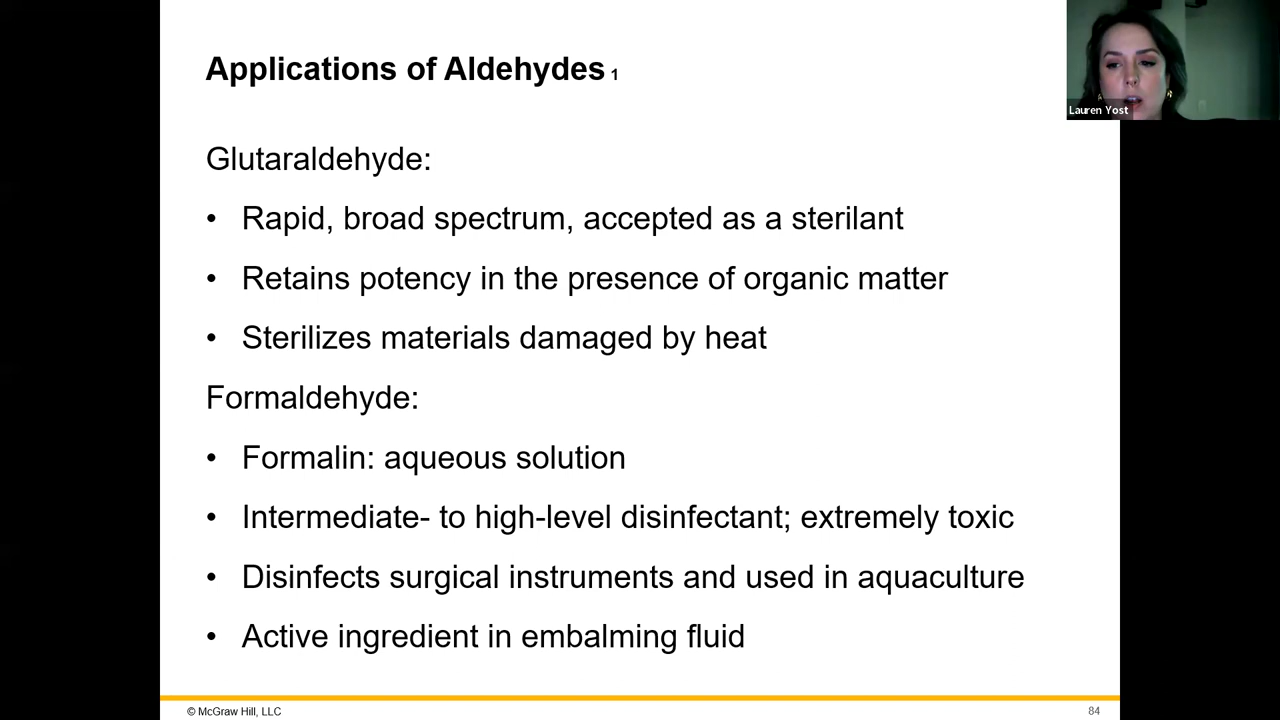 Applications of Aldehydes 1
Lauren Yost
Glutaraldehyde:
• Rapid, broad spectrum, accepted as a sterilant
• Retains potency in the presence of organic matter
• Sterilizes materials damaged by heat
Formaldehyde:
• Formalin: aqueous solution
• Intermediate- to high-level disinfectant; extremely toxic
• Disinfects surgical instruments and used in aquaculture
• Active ingredient in embalming fluid
© McGraw Hill, LLC
84